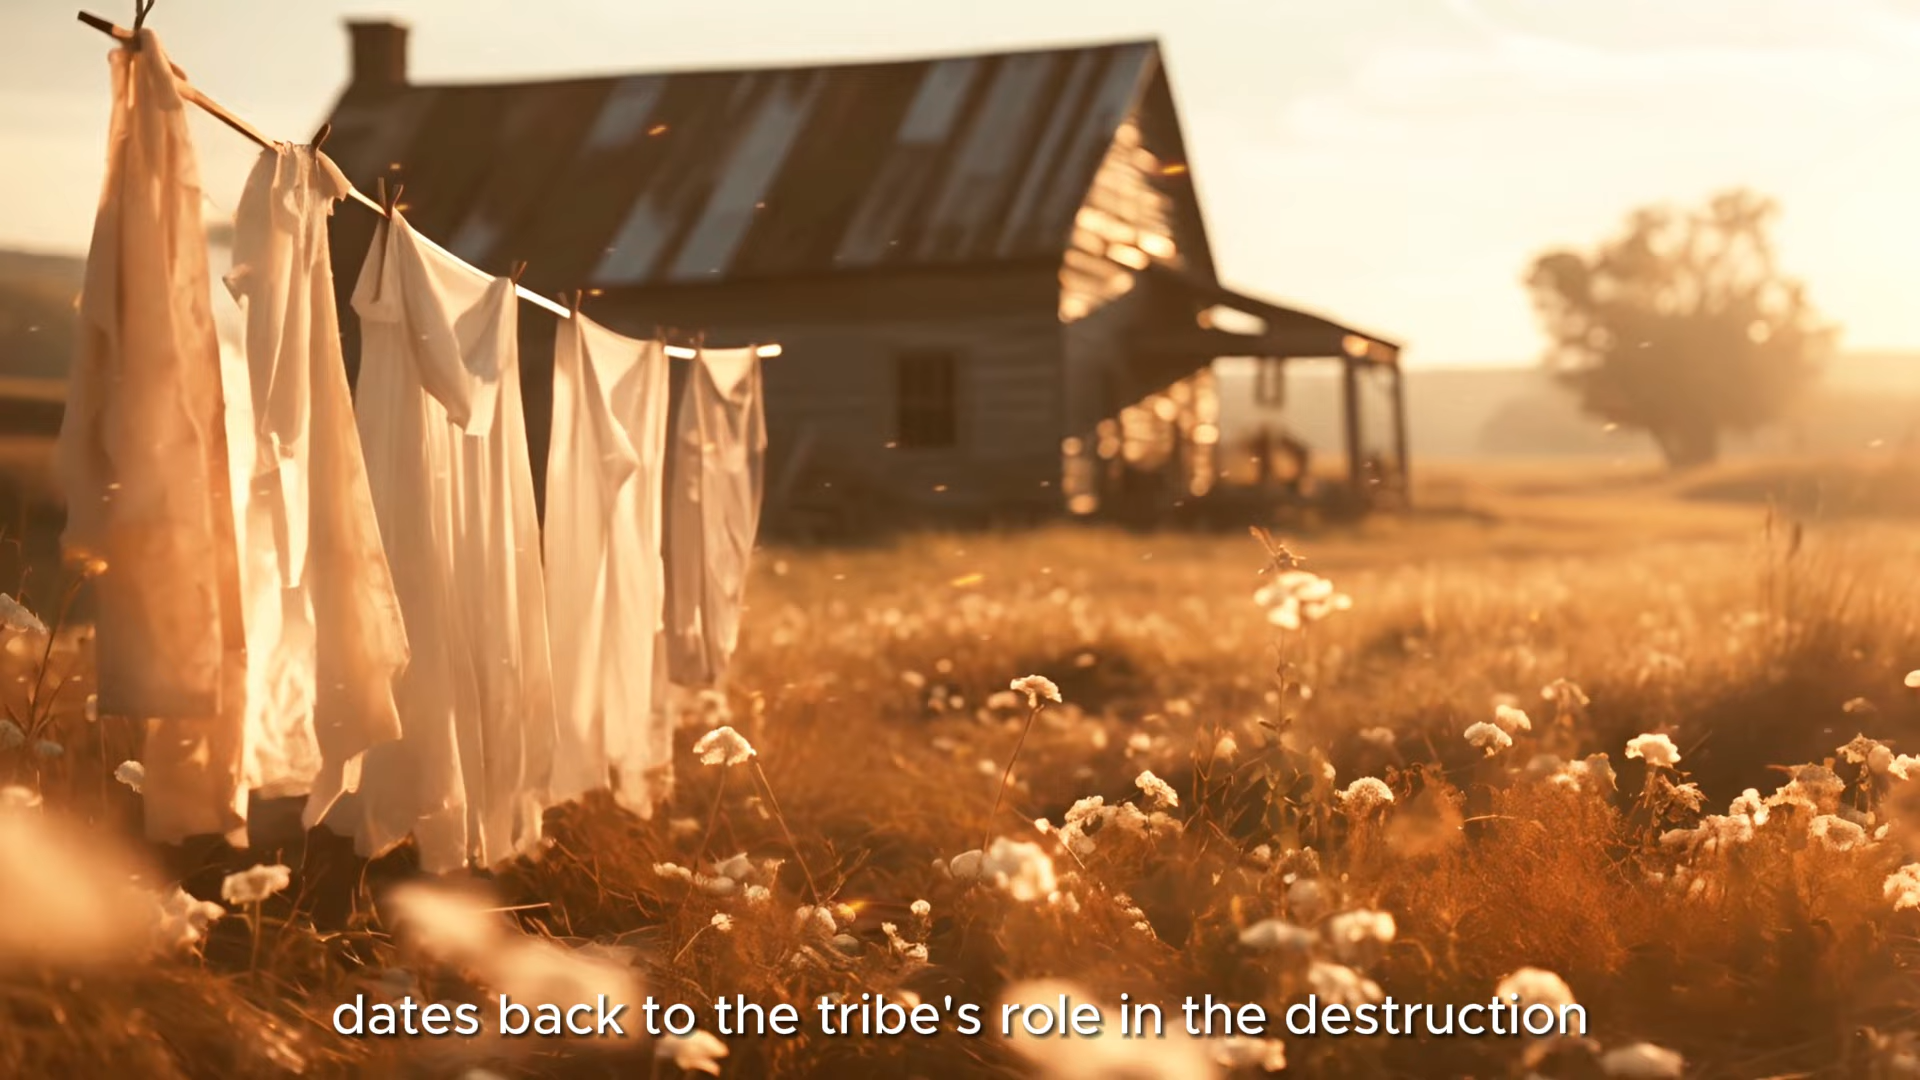 dates back to the tribe's role in the destruction